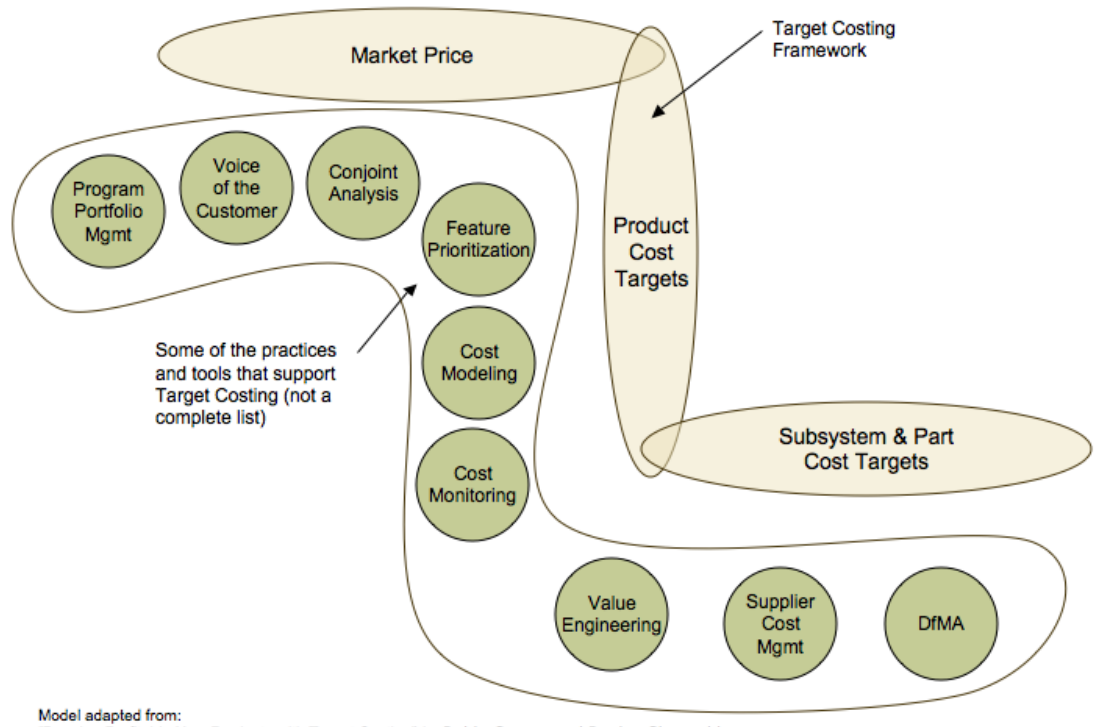 Market Price
Target Costing
Framework
Program
Portfolio
Mgmt
Voice
of the
Customer
Conjoint
Analysis
Feature
Prioritization
Product
Cost
Targets
Some of the practices
and tools that support
Target Costing (not a
complete list)
Cost
Modeling
Subsystem & Part
Cost Targets
Cost
Monitoring
Value
Engineering
Supplier
Cost
Mgmt
DfMA
Model adapted from: